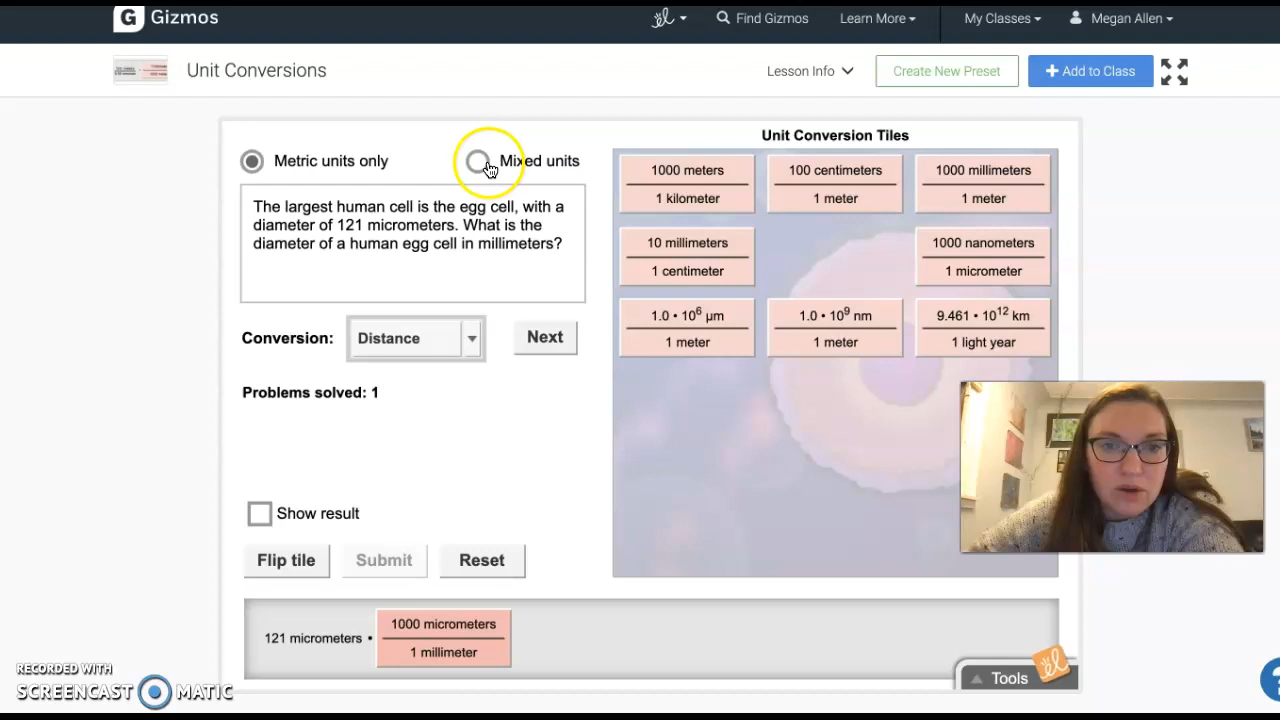 G Gizmos
Find Gizmos
Learn More
My Classes
Megan Allen
Unit Conversions
Lesson Info
Create New Preset
+ Add to Class
Metric units only
Mixed units
The largest human cell is the egg cell, with a
diameter of 121 micrometers. What is the
diameter of a human egg cell in millimeters?
Conversion:
Distance
Next
Problems solved: 1
Show result
Flip tile
Submit
Reset
Unit Conversion Tiles
1000 meters
1 kilometer
100 centimeters
1 meter
1000 millimeters
1 meter
10 millimeters
1 centimeter
1000 nanometers
1 micrometer
1.0 • 10⁶ µm
1 meter
1.0 • 10⁹ nm
1 meter
9.461 • 10¹² km
1 light year
121 micrometers •
1000 micrometers
1 millimeter
Tools
?
RECORDED WITH
SCREENCAST MATIC